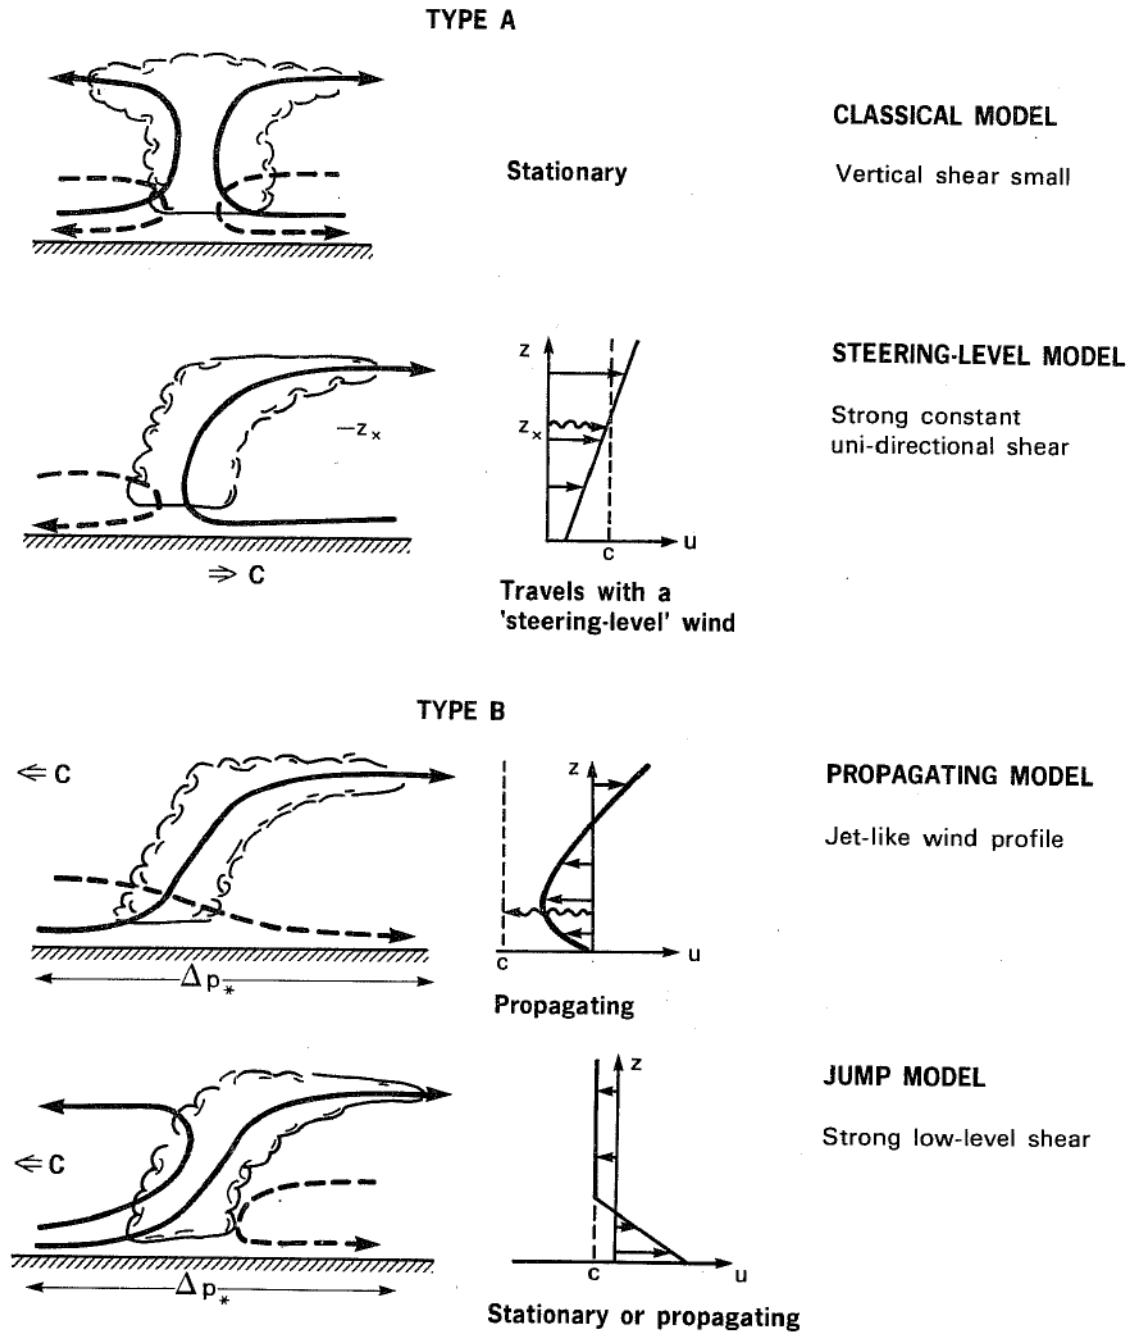 TYPE A
CLASSICAL MODEL
Stationary
Vertical shear small
z
STEERING-LEVEL MODEL
Strong constant
uni-directional shear
–z×
z×
u
c
⇒ C
Travels with a
'steering-level' wind
TYPE B
⇐ C
z
PROPAGATING MODEL
Jet-like wind profile
c
u
Δp*
Propagating
z
JUMP MODEL
Strong low-level shear
⇐ C
c
u
Δp*
Stationary or propagating